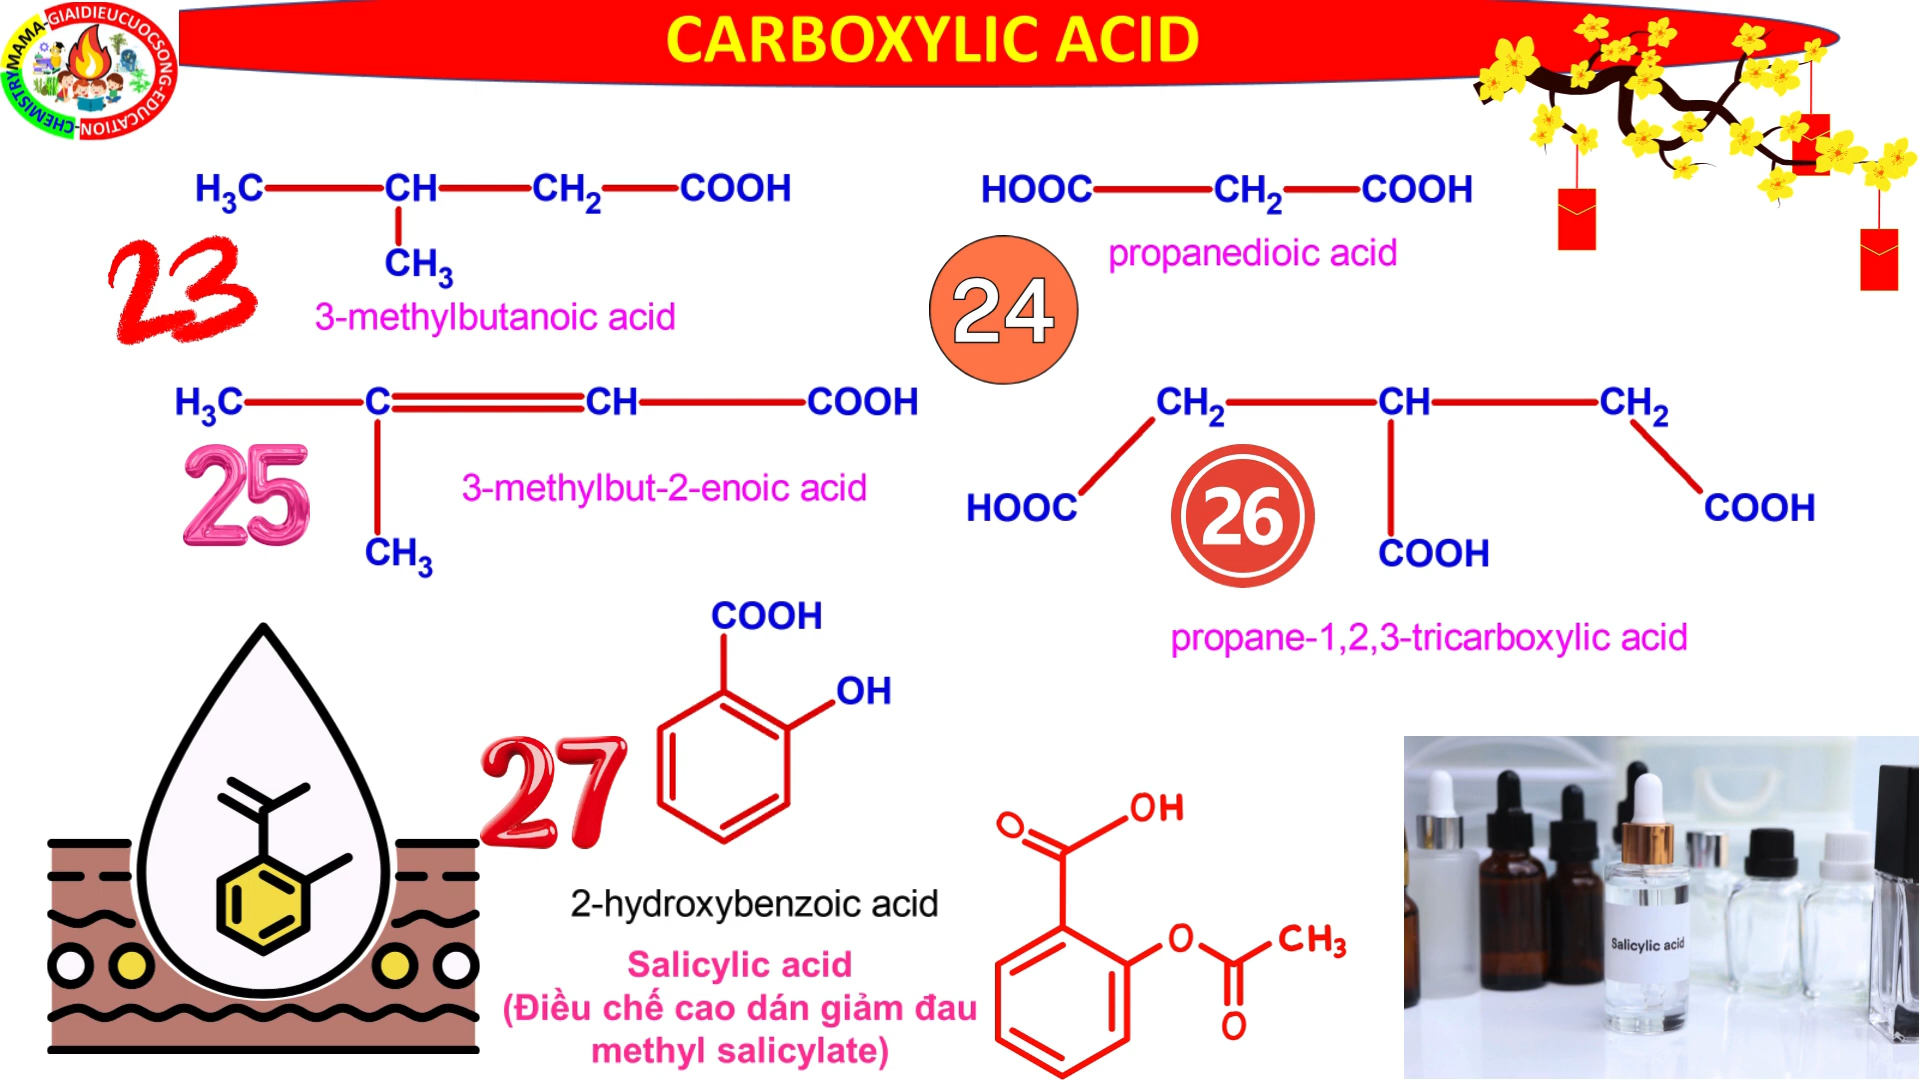 CARBOXYLIC ACID
CHEMISTRYMAMA-GIAIDIEUCUOCSONG-EDUCATION-
H3C CH CH2 COOH
CH3
23
3-methylbutanoic acid
HOOC CH2 COOH
propanedioic acid
24
H3C C CH COOH
25
3-methylbut-2-enoic acid
CH3
CH2 CH CH2
HOOC 26 COOH
COOH
propane-1,2,3-tricarboxylic acid
COOH
OH
27
2-hydroxybenzoic acid
Salicylic acid
(Điều chế cao dán giảm đau
methyl salicylate)
O OH
O CH3
O
Salicylic acid